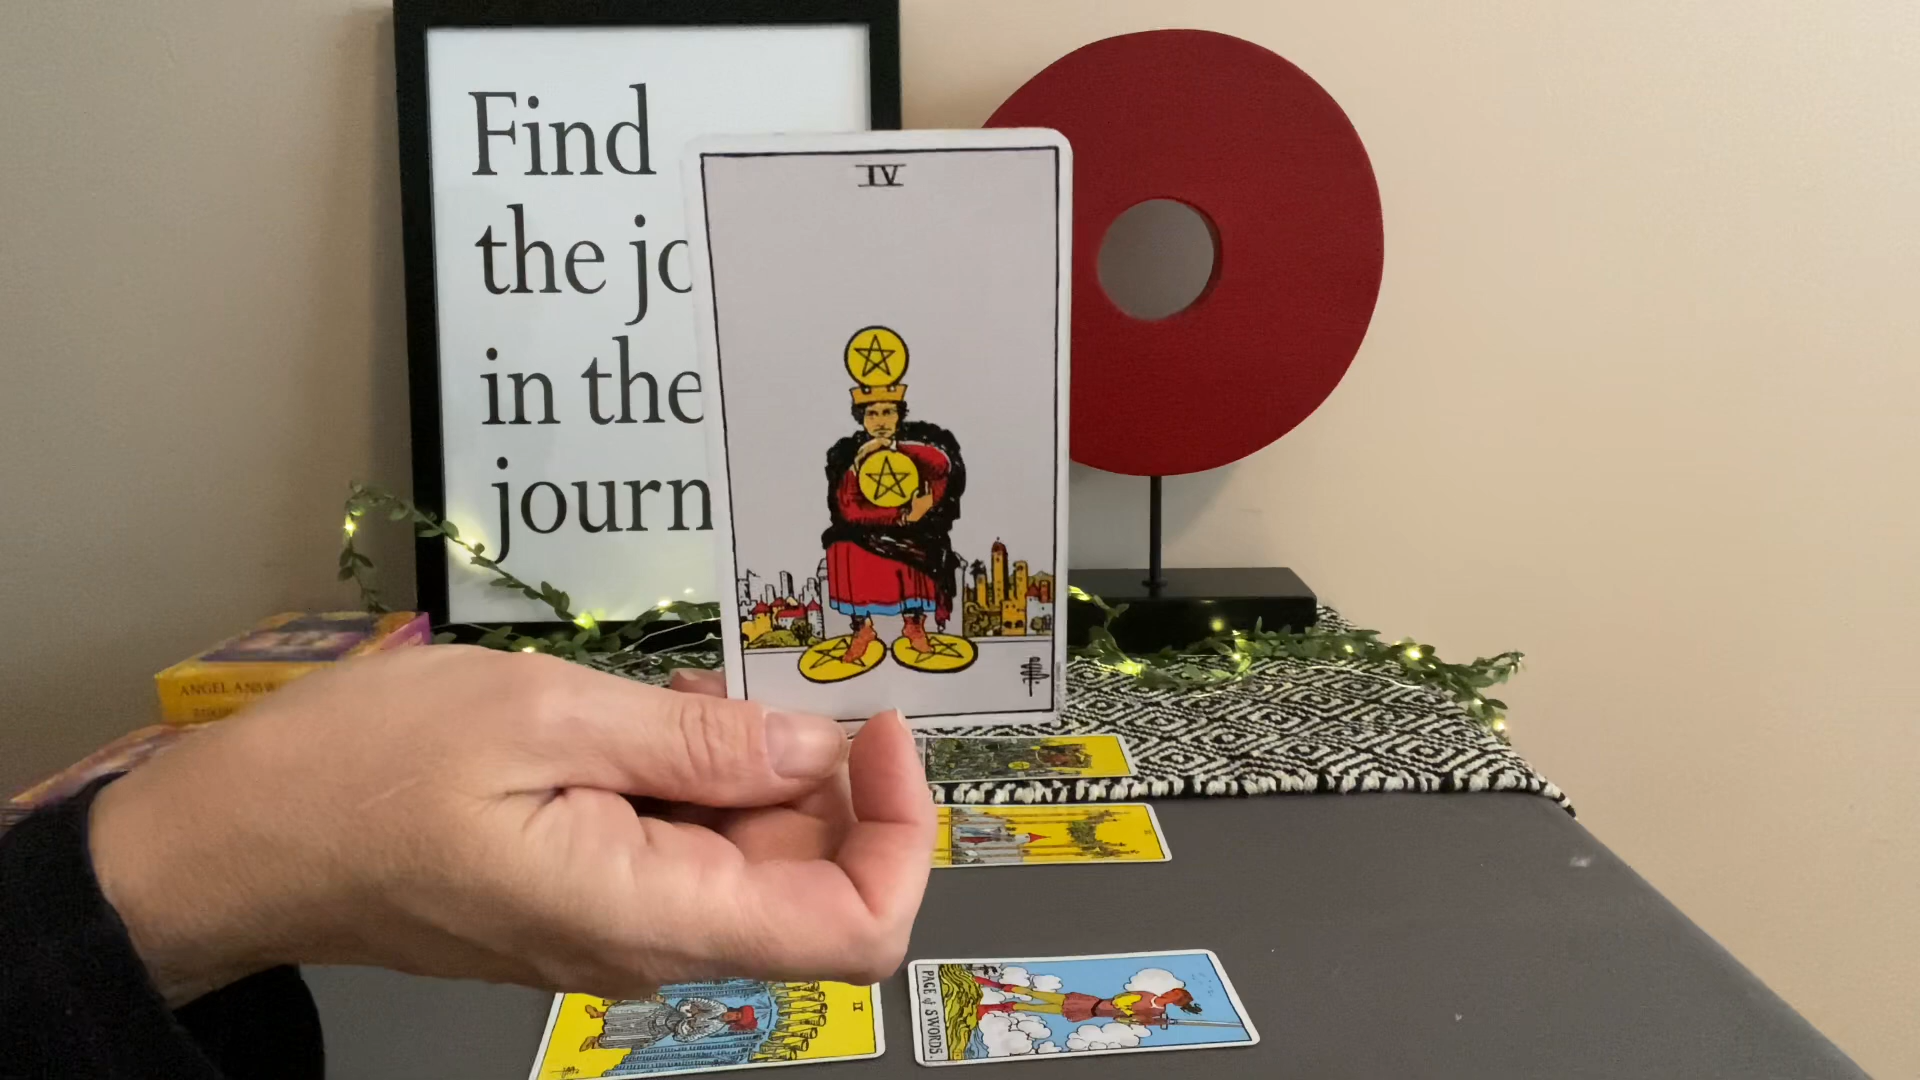 Find
the jo
in the
journ
IV
ANGEL ANSW
PAGE of SWORDS.